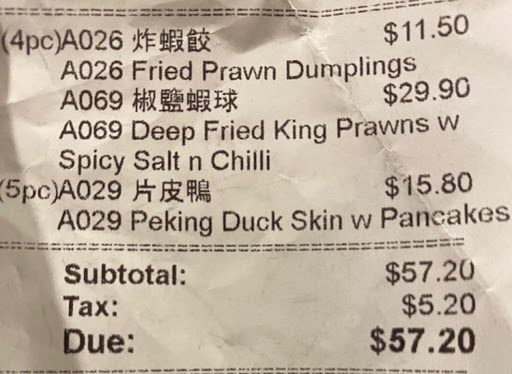 (4pc)A026 炸蝦餃 $11.50
A026 Fried Prawn Dumplings
A069 椒鹽蝦球 $29.90
A069 Deep Fried King Prawns w
Spicy Salt n Chilli
(5pc)A029 片皮鴨 $15.80
A029 Peking Duck Skin w Pancakes
Subtotal: $57.20
Tax: $5.20
Due: $57.20